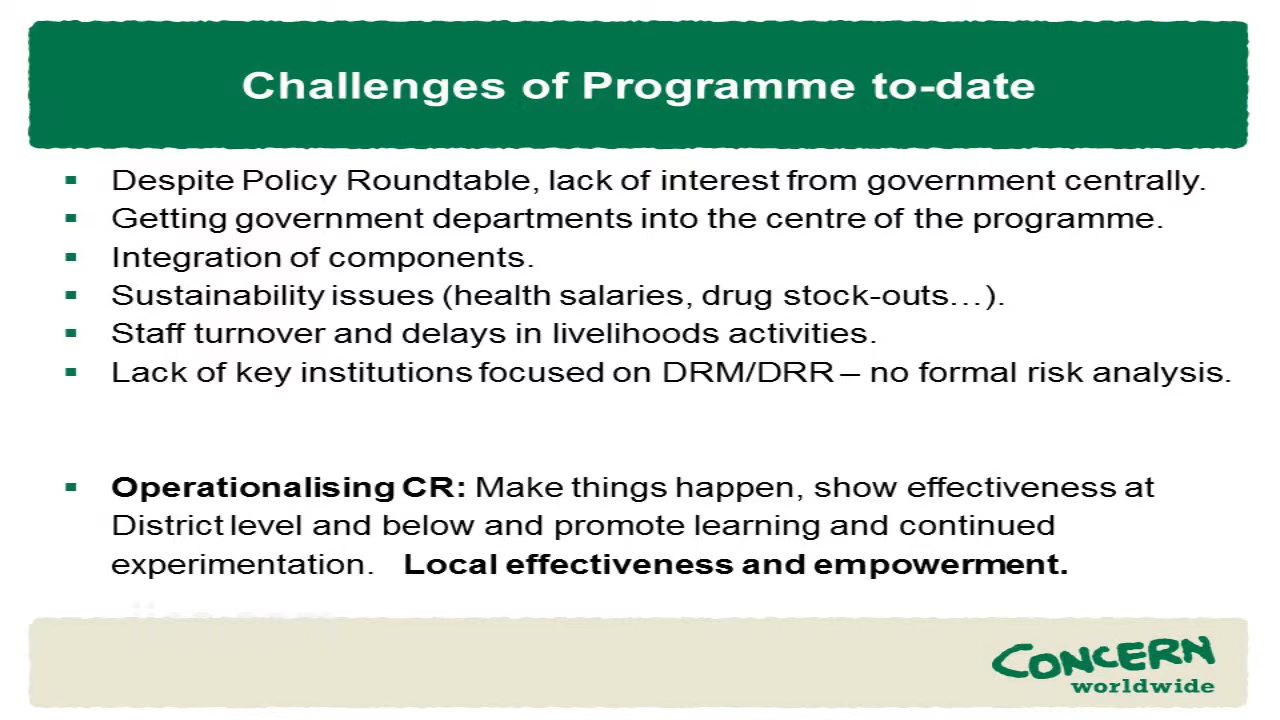 Challenges of Programme to-date
▪ Despite Policy Roundtable, lack of interest from government centrally.
▪ Getting government departments into the centre of the programme.
▪ Integration of components.
▪ Sustainability issues (health salaries, drug stock-outs…).
▪ Staff turnover and delays in livelihoods activities.
▪ Lack of key institutions focused on DRM/DRR – no formal risk analysis.
▪ Operationalising CR: Make things happen, show effectiveness at
District level and below and promote learning and continued
experimentation. Local effectiveness and empowerment.
CONCERN
worldwide